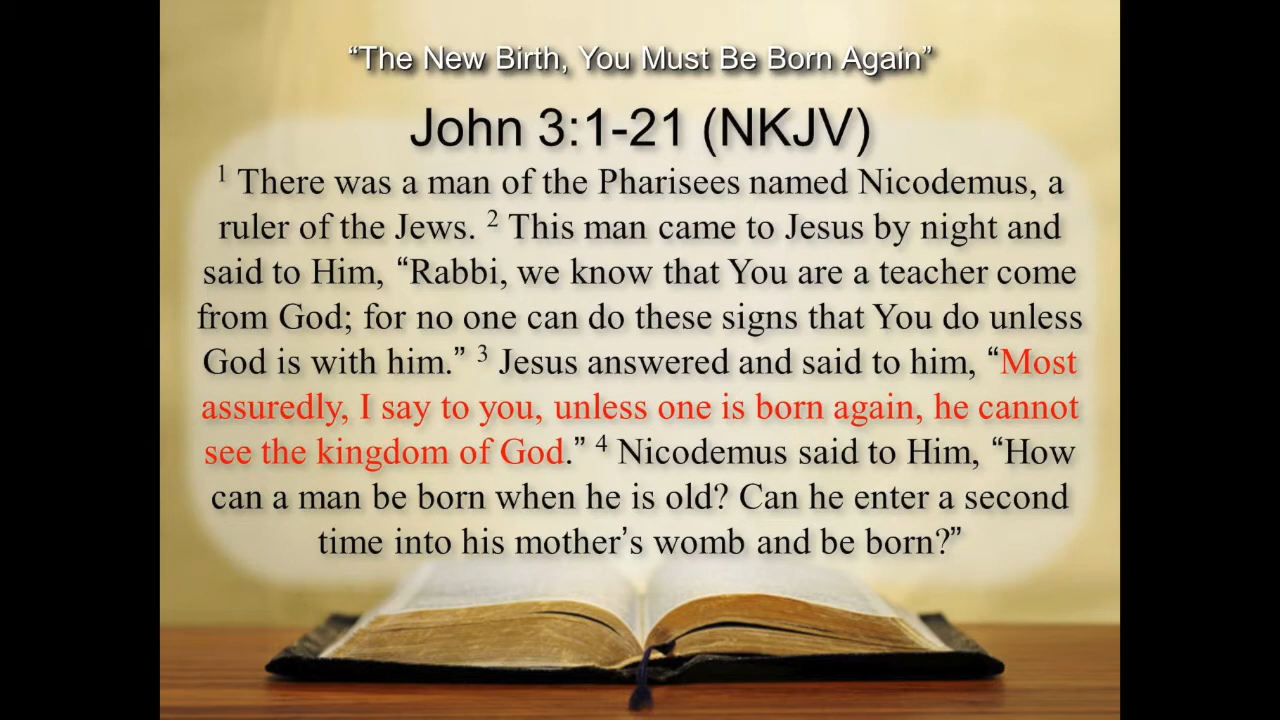 “The New Birth, You Must Be Born Again”
John 3:1-21 (NKJV)
1 There was a man of the Pharisees named Nicodemus, a
ruler of the Jews. 2 This man came to Jesus by night and
said to Him, “Rabbi, we know that You are a teacher come
from God; for no one can do these signs that You do unless
God is with him.” 3 Jesus answered and said to him, “Most
assuredly, I say to you, unless one is born again, he cannot
see the kingdom of God.” 4 Nicodemus said to Him, “How
can a man be born when he is old? Can he enter a second
time into his mother’s womb and be born?”